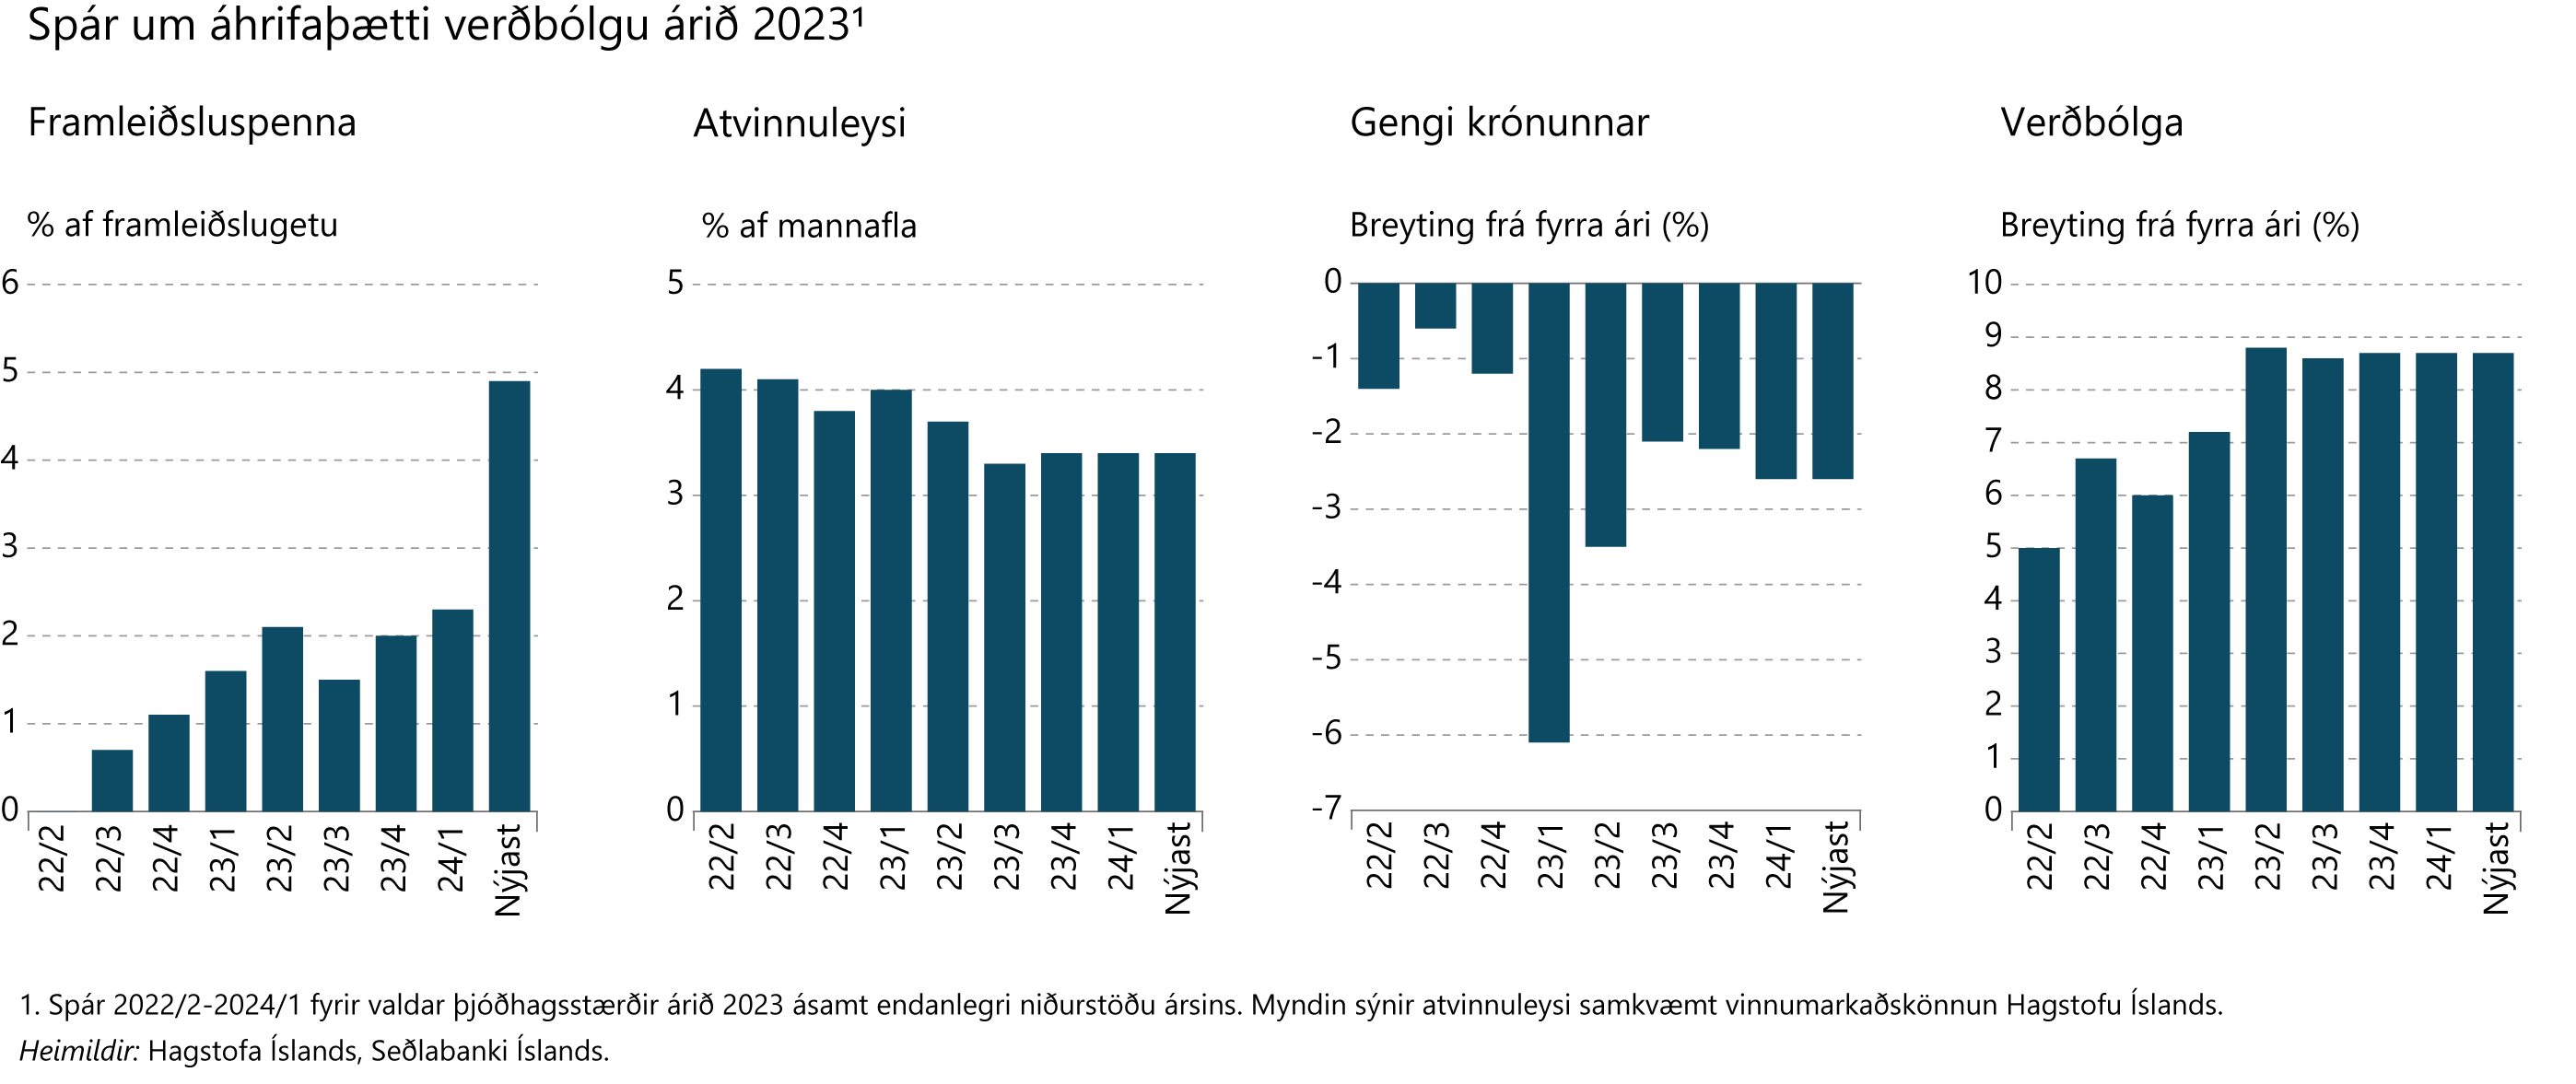 Spár um áhrifaþætti verðbólgu árið 2023¹
Framleiðsluspenna
% af framleiðslugetu
6
5
4
3
2
1
0
22/2 22/3 22/4 23/1 23/2 23/3 23/4 24/1 Nýjast
Atvinnuleysi
% af mannafla
5
4
3
2
1
0
22/2 22/3 22/4 23/1 23/2 23/3 23/4 24/1 Nýjast
Gengi krónunnar
Breyting frá fyrra ári (%)
0
-1
-2
-3
-4
-5
-6
-7
22/2 22/3 22/4 23/1 23/2 23/3 23/4 24/1 Nýjast
Verðbólga
Breyting frá fyrra ári (%)
10
9
8
7
6
5
4
3
2
1
0
22/2 22/3 22/4 23/1 23/2 23/3 23/4 24/1 Nýjast
1. Spár 2022/2-2024/1 fyrir valdar þjóðhagsstærðir árið 2023 ásamt endanlegri niðurstöðu ársins. Myndin sýnir atvinnuleysi samkvæmt vinnumarkaðskönnun Hagstofu Íslands.
Heimildir: Hagstofa Íslands, Seðlabanki Íslands.